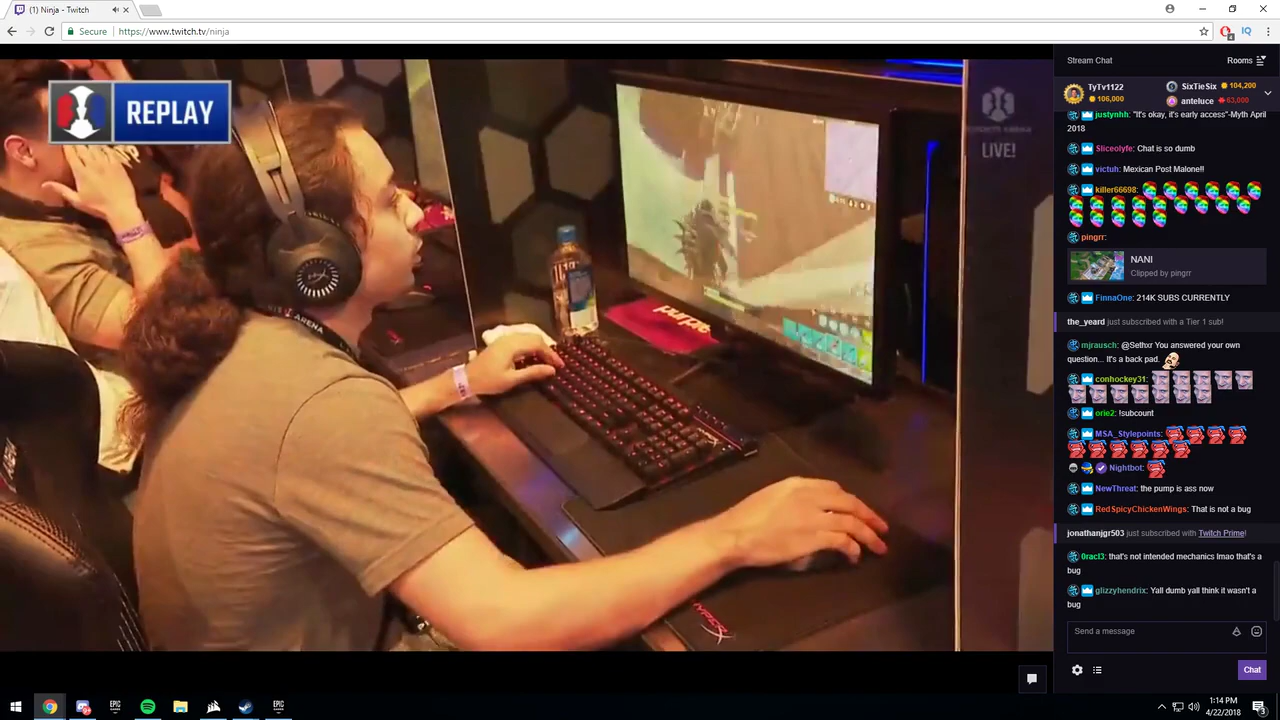 (1) Ninja - Twitch
Secure
https://www.twitch.tv/ninja
REPLAY
LIVE!
ARENA
HYPERX
Stream Chat
Rooms
TyTv1122
106,000
SixTieSix 104,200
anteluce 63,000
justynhh: "It's okay, it's early access"-Myth April
2018
Sliceolyfe: Chat is so dumb
victuh: Mexican Post Malone!!
killer66698:
pingrr:
NANI
Clipped by pingrr
FinnaOne: 214K SUBS CURRENTLY
the_yeard just subscribed with a Tier 1 sub!
mjrausch: @Sethxr You answered your own
question... It's a back pad.
conhockey31:
orie2: !subcount
MSA_Stylepoints:
Nightbot:
NewThreat: the pump is ass now
RedSpicyChickenWings: That is not a bug
jonathanjgr503 just subscribed with Twitch Prime!
0racl3: that's not intended mechanics lmao that's a
bug
glizzyhendrix: Yall dumb yall think it wasn't a
bug
Send a message
Chat
EPIC
EPIC
1:14 PM
4/22/2018
3